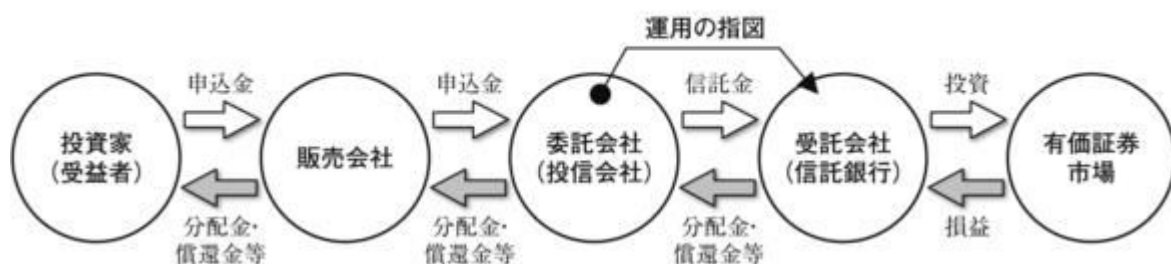 運用の指図
申込金
申込金
信託金
投資
投資家
(受益者)
販売会社
委託会社
(投信会社)
受託会社
(信託銀行)
有価証券
市場
分配金・
償還金等
分配金・
償還金等
分配金・
償還金等
損益